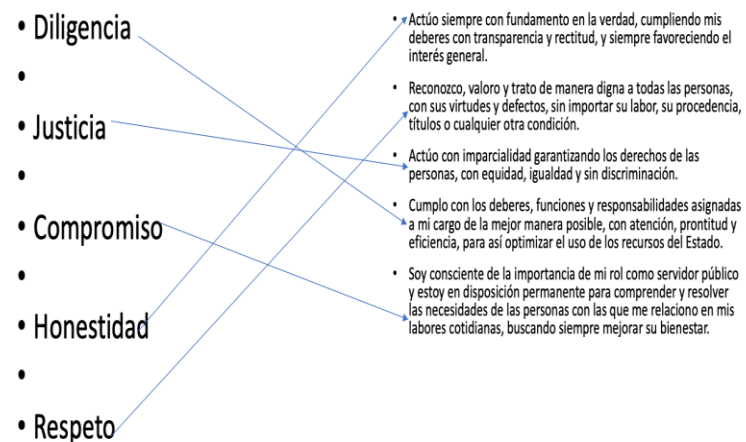 • Diligencia
•
• Justicia
•
• Compromiso
•
• Honestidad
•
• Respeto
• Actúo siempre con fundamento en la verdad, cumpliendo mis
deberes con transparencia y rectitud, y siempre favoreciendo el
interés general.
• Reconozco, valoro y trato de manera digna a todas las personas,
con sus virtudes y defectos, sin importar su labor, su procedencia,
títulos o cualquier otra condición.
• Actúo con imparcialidad garantizando los derechos de las
personas, con equidad, igualdad y sin discriminación.
• Cumplo con los deberes, funciones y responsabilidades asignadas
a mi cargo de la mejor manera posible, con atención, prontitud y
eficiencia, para así optimizar el uso de los recursos del Estado.
• Soy consciente de la importancia de mi rol como servidor público
y estoy en disposición permanente para comprender y resolver
las necesidades de las personas con las que me relaciono en mis
labores cotidianas, buscando siempre mejorar su bienestar.